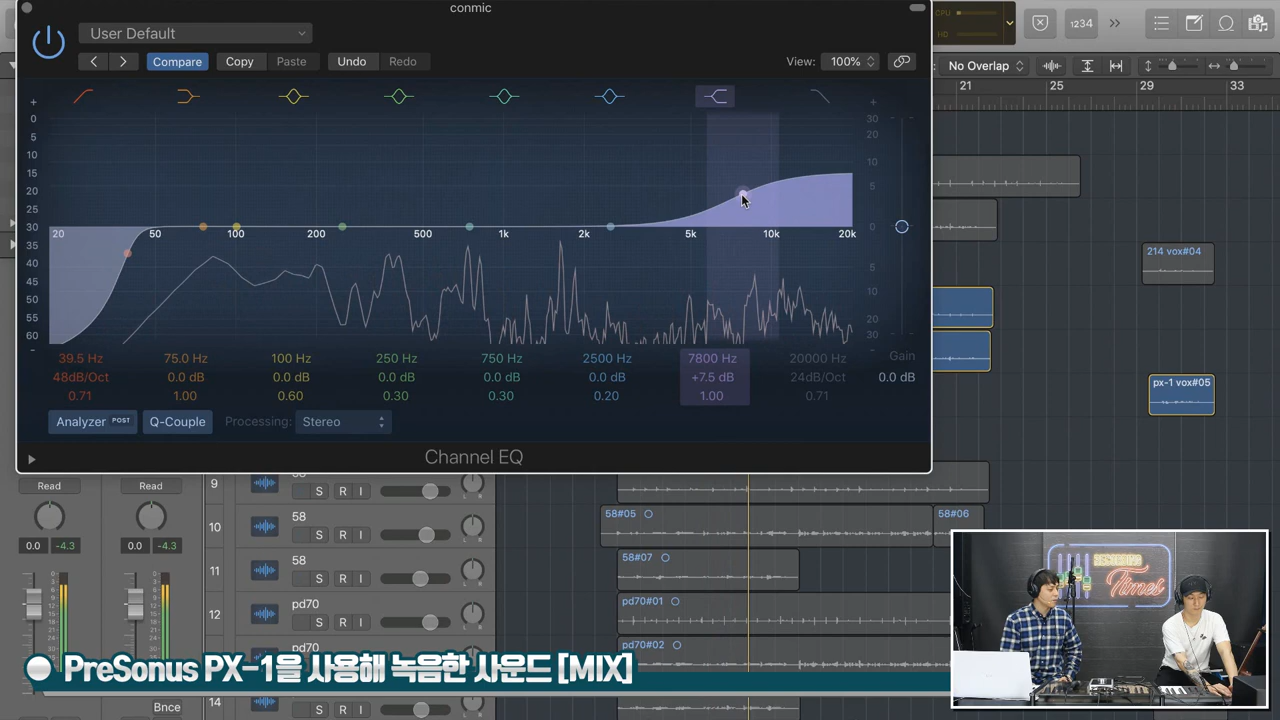 conmic
User Default
Compare Copy Paste Undo Redo View: 100%
CPU
HD
1234
No Overlap
21 25 29 33
0 30
5 20
10 10
15
20 5
25
30 0
20 50 100 200 500 1k 2k 5k 10k 20k
35
40 5
45
50 10
55 20
60 30
39.5 Hz 75.0 Hz 100 Hz 250 Hz 750 Hz 2500 Hz 7800 Hz 20000 Hz Gain
48dB/Oct 0.0 dB 0.0 dB 0.0 dB 0.0 dB 0.0 dB +7.5 dB 24dB/Oct 0.0 dB
0.71 1.00 0.60 0.30 0.30 0.20 1.00 0.71
Analyzer POST Q-Couple Processing: Stereo
Channel EQ
214 vox#04
px-1 vox#05
Read Read
0.0 -4.3 0.0 -4.3
9 58
S R I
10 58
S R I
11 58
S R I
12 pd70
S R I
pd70
14
S R I
Bnce
58#05 58#06
58#07
pd70#01
pd70#02
Times
PreSonus PX-1을 사용해 녹음한 사운드 [MIX]